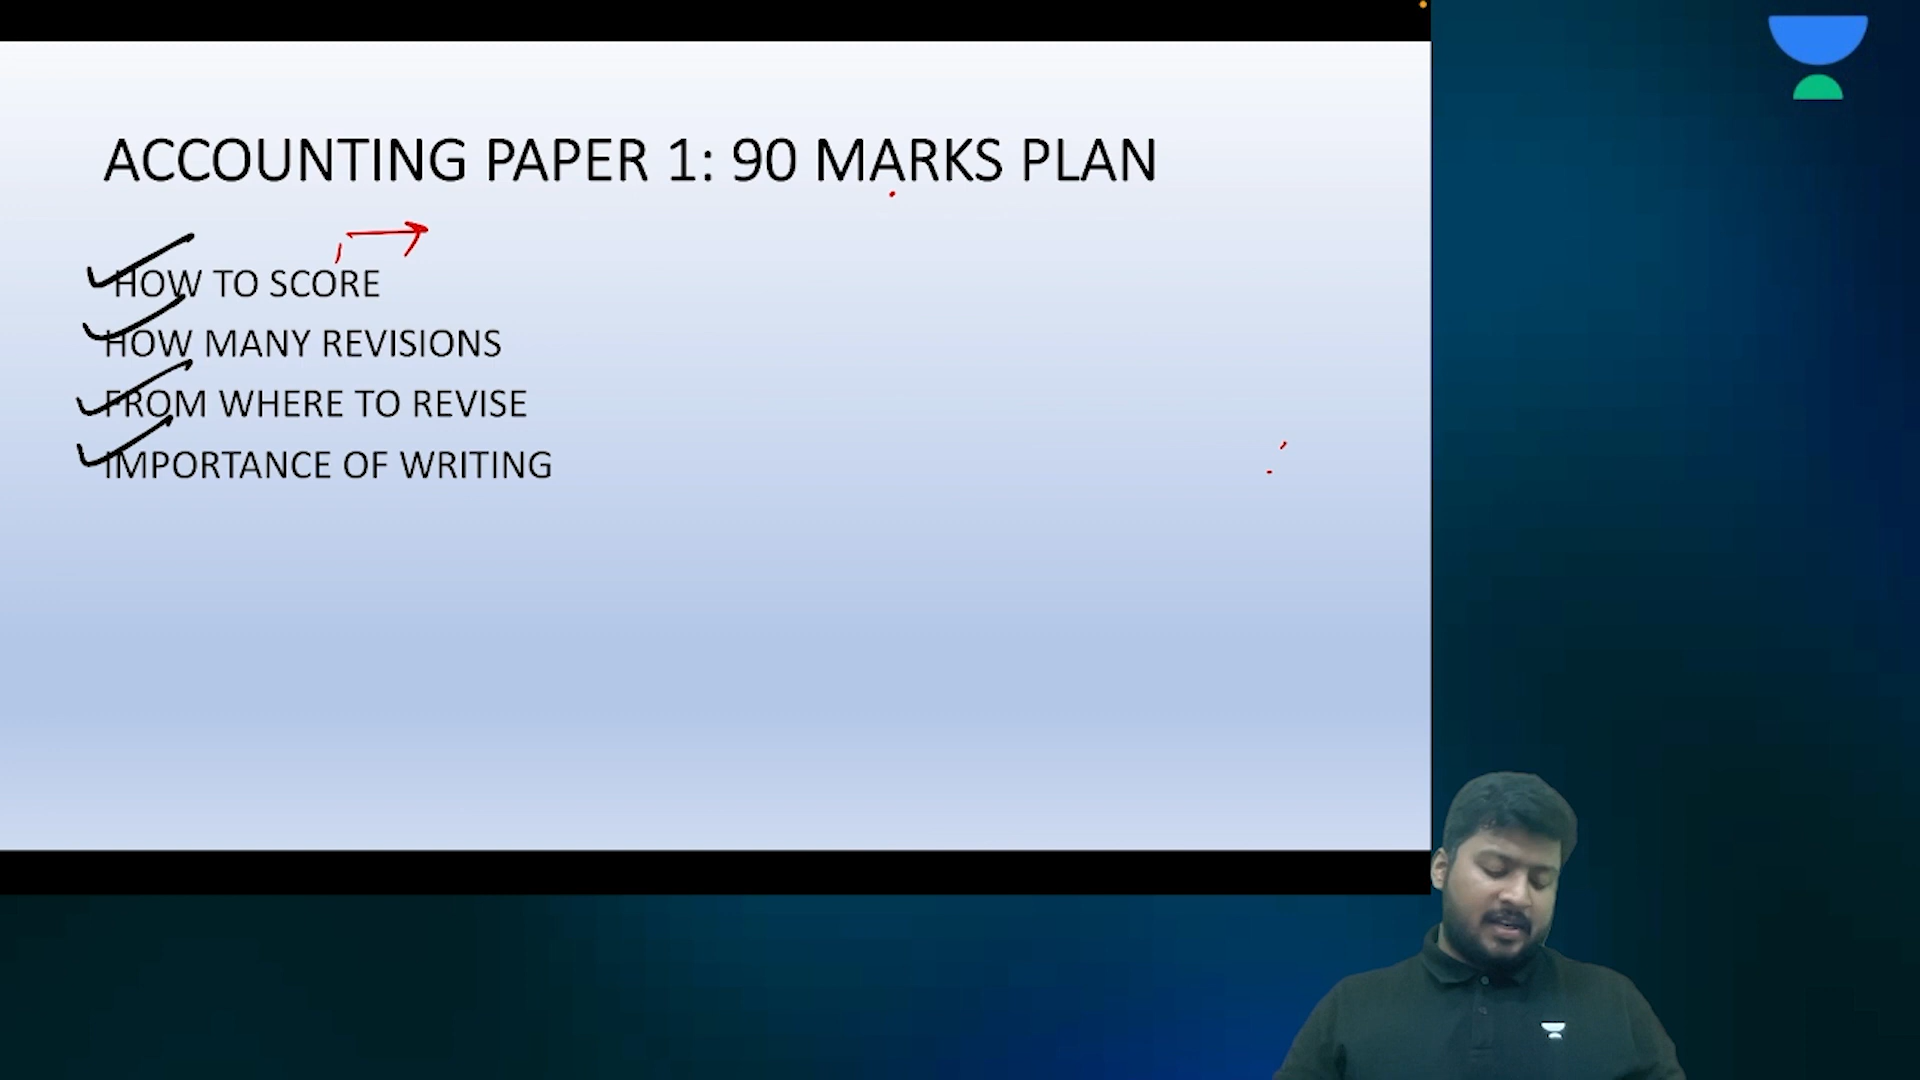 ACCOUNTING PAPER 1: 90 MARKS PLAN
HOW TO SCORE
HOW MANY REVISIONS
FROM WHERE TO REVISE
IMPORTANCE OF WRITING